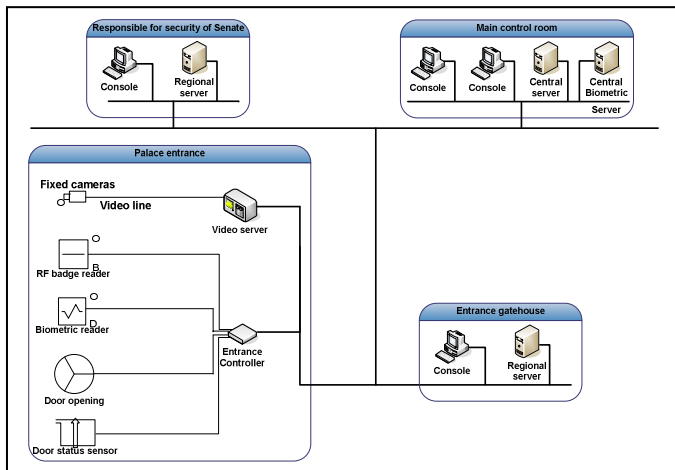 Responsible for security of Senate
Console
Regional
server
Main control room
Console
Console
Central
server
Central
Biometric
Server
Palace entrance
Fixed cameras
O
Video line
Video server
O
B
RF badge reader
O
D
Biometric reader
Entrance
Controller
Door opening
Door status sensor
Entrance gatehouse
Console
Regional
server